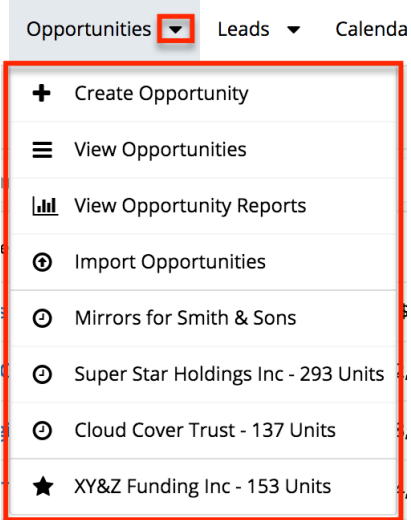 Opportunities Leads Calenda
Create Opportunity
View Opportunities
View Opportunity Reports
Import Opportunities
Mirrors for Smith & Sons
Super Star Holdings Inc - 293 Units
Cloud Cover Trust - 137 Units
XY&Z Funding Inc - 153 Units